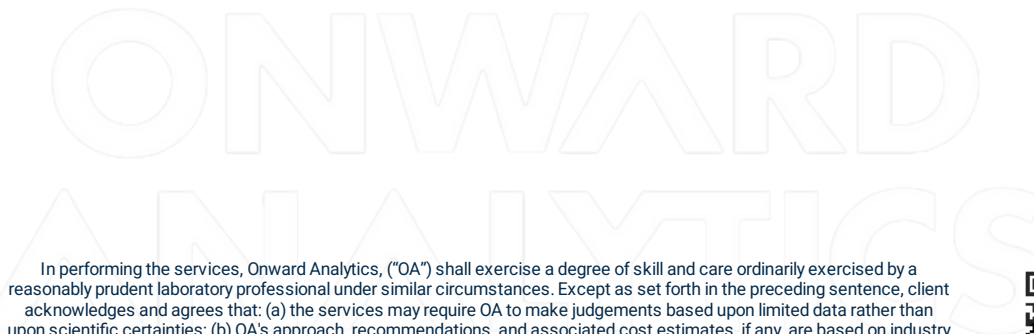 ONWARD
ANALYTICS
In performing the services, Onward Analytics, (“OA”) shall exercise a degree of skill and care ordinarily exercised by a
reasonably prudent laboratory professional under similar circumstances. Except as set forth in the preceding sentence, client
acknowledges and agrees that: (a) the services may require OA to make judgements based upon limited data rather than
upon scientific certainties; (b) OA's approach, recommendations, and associated cost estimates, if any, are based on industry